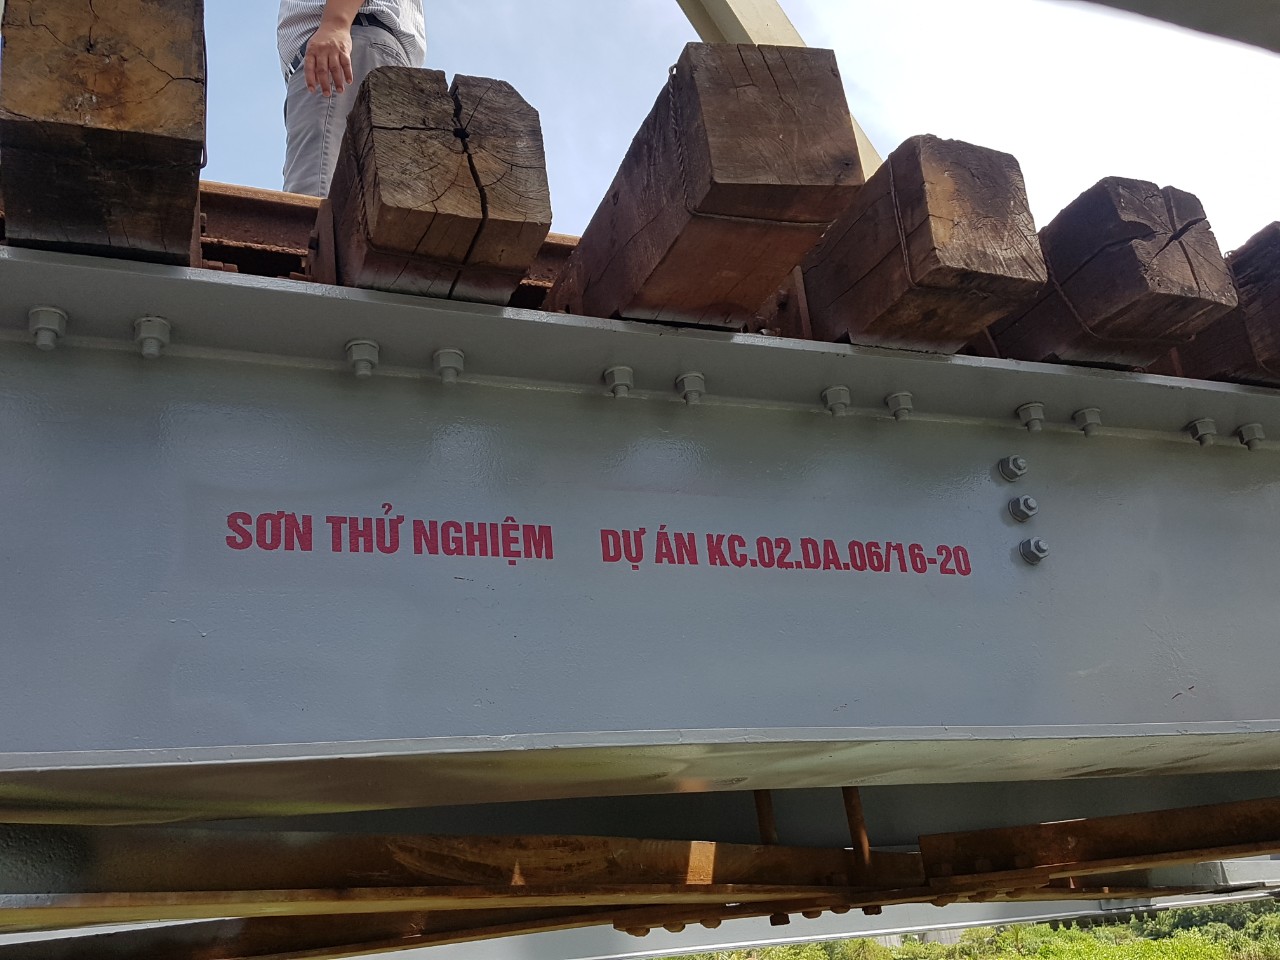 SƠN THỬ NGHIỆM DỰ ÁN KC.02.DA.06/16-20